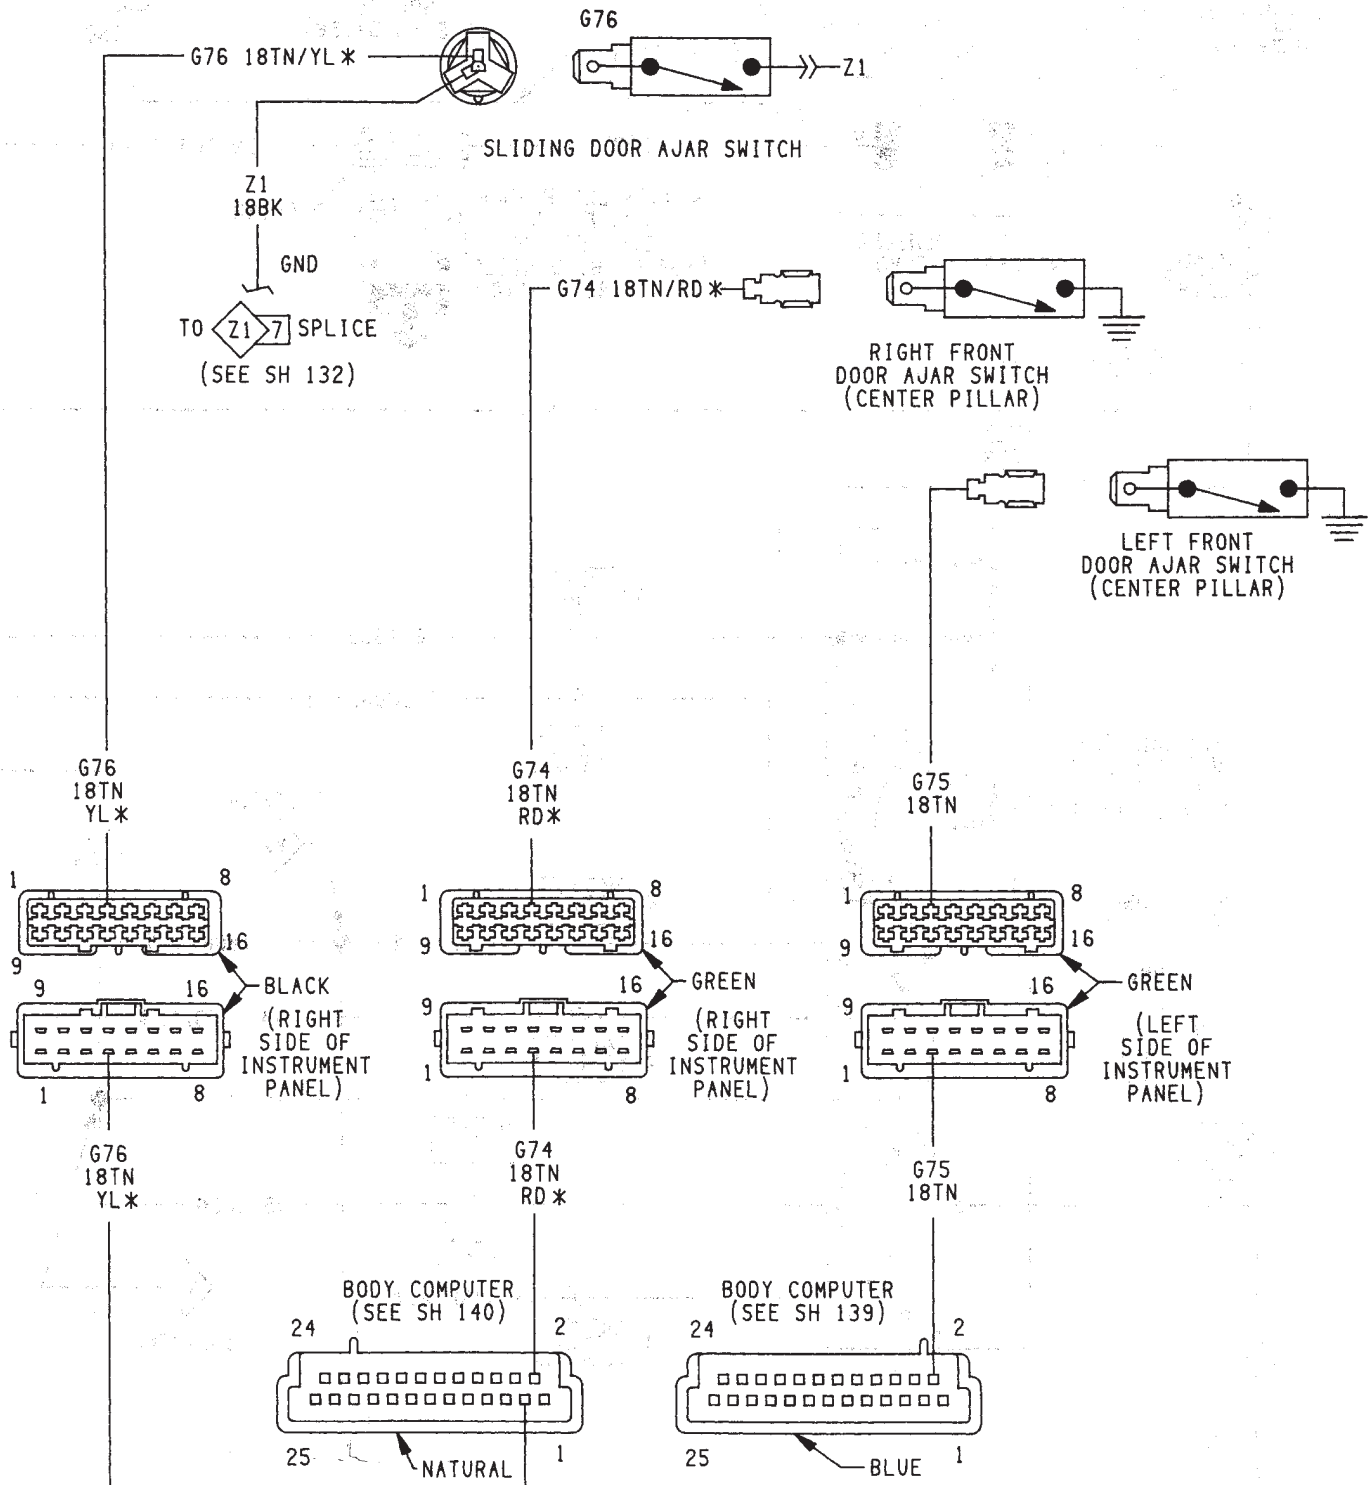 G76
G76 18TN/YL*
Z1
SLIDING DOOR AJAR SWITCH
Z1
18BK
GND
G74 18TN/RD*
TO Z1 7 SPLICE
(SEE SH 132)
RIGHT FRONT
DOOR AJAR SWITCH
(CENTER PILLAR)
LEFT FRONT
DOOR AJAR SWITCH
(CENTER PILLAR)
G76
18TN
YL*
G74
18TN
RD*
G75
18TN
1 8
9 16
1 8
9 16
1 8
9 16
BLACK
(RIGHT
SIDE OF
INSTRUMENT
PANEL)
9 16
1 8
GREEN
(RIGHT
SIDE OF
INSTRUMENT
PANEL)
9 16
1 8
GREEN
(LEFT
SIDE OF
INSTRUMENT
PANEL)
9 16
1 8
G76
18TN
YL*
G74
18TN
RD*
G75
18TN
BODY COMPUTER
(SEE SH 140)
24 2
25 1
NATURAL
BODY COMPUTER
(SEE SH 139)
24 2
25 1
BLUE